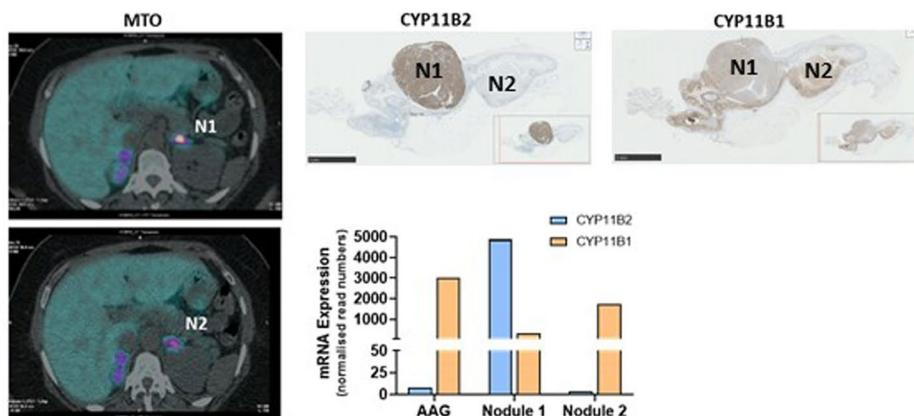 MTO
CYP11B2
CYP11B1
N1
N1
N2
N1
N2
N2
CYP11B2
CYP11B1
mRNA Expression
(normalised read numbers)
5000
4000
3000
2000
1000
50
25
0
AAG
Nodule 1
Nodule 2